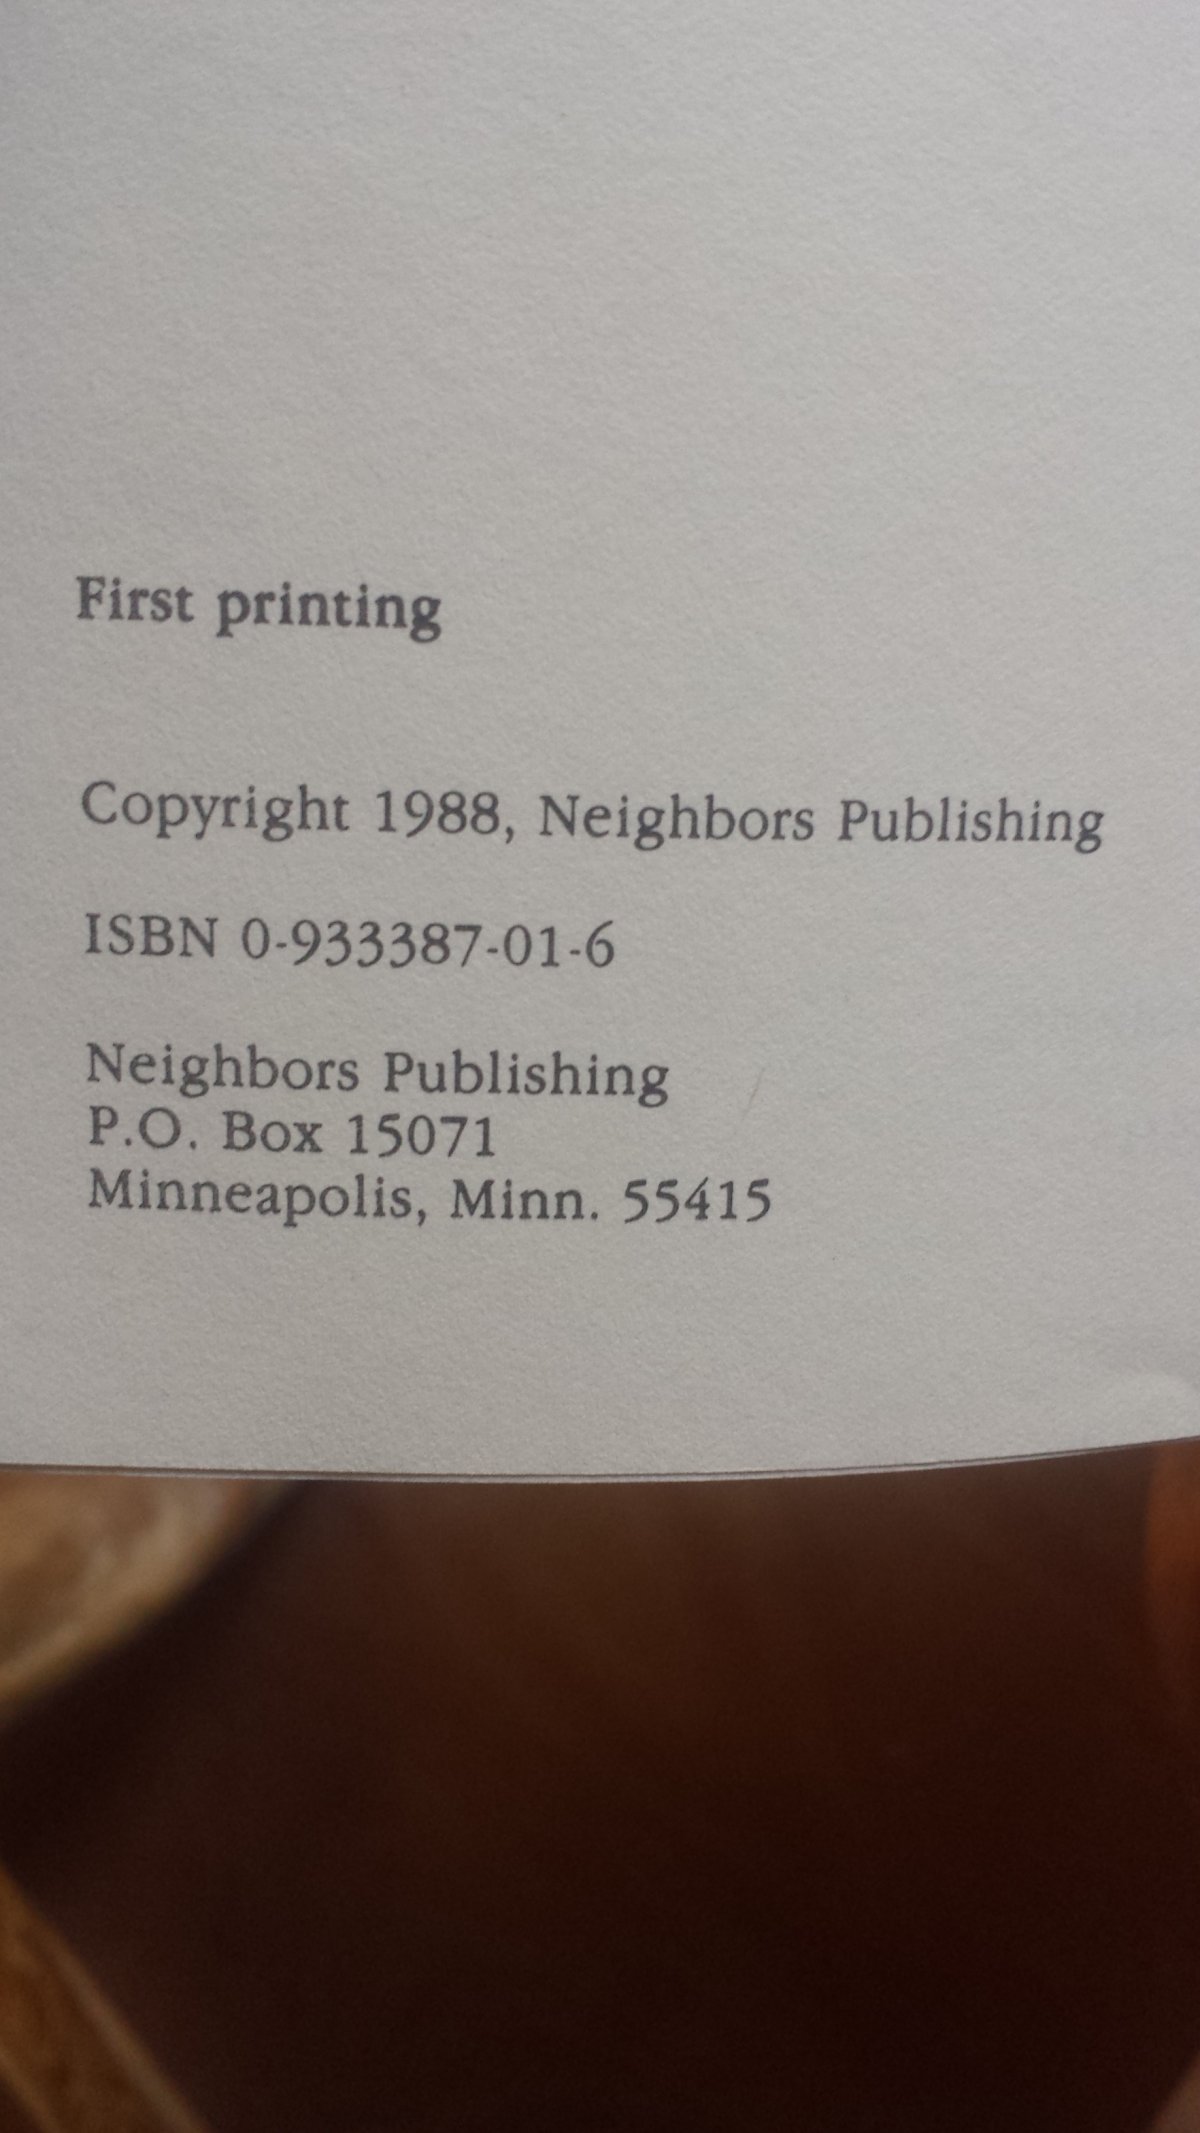 First printing
Copyright 1988, Neighbors Publishing
ISBN 0-933387-01-6
Neighbors Publishing
P.O. Box 15071
Minneapolis, Minn. 55415